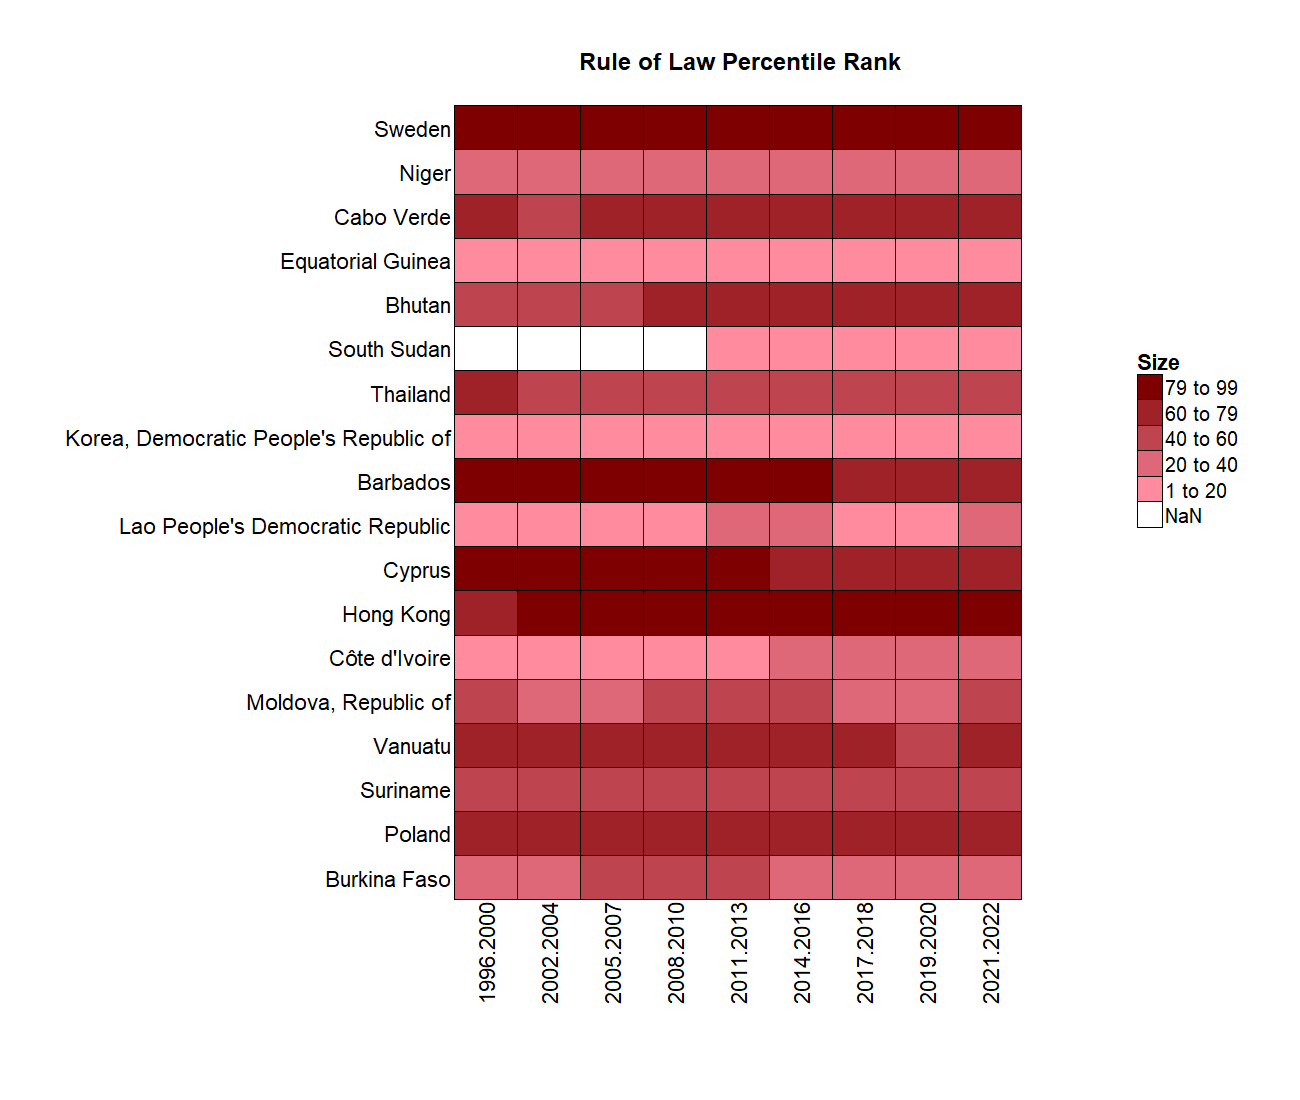 Rule of Law Percentile Rank
Sweden
Niger
Cabo Verde
Equatorial Guinea
Bhutan
South Sudan
Thailand
Korea, Democratic People's Republic of
Barbados
Lao People's Democratic Republic
Cyprus
Hong Kong
Côte d'Ivoire
Moldova, Republic of
Vanuatu
Suriname
Poland
Burkina Faso
1996.2000
2002.2004
2005.2007
2008.2010
2011.2013
2014.2016
2017.2018
2019.2020
2021.2022
Size
79 to 99
60 to 79
40 to 60
20 to 40
1 to 20
NaN